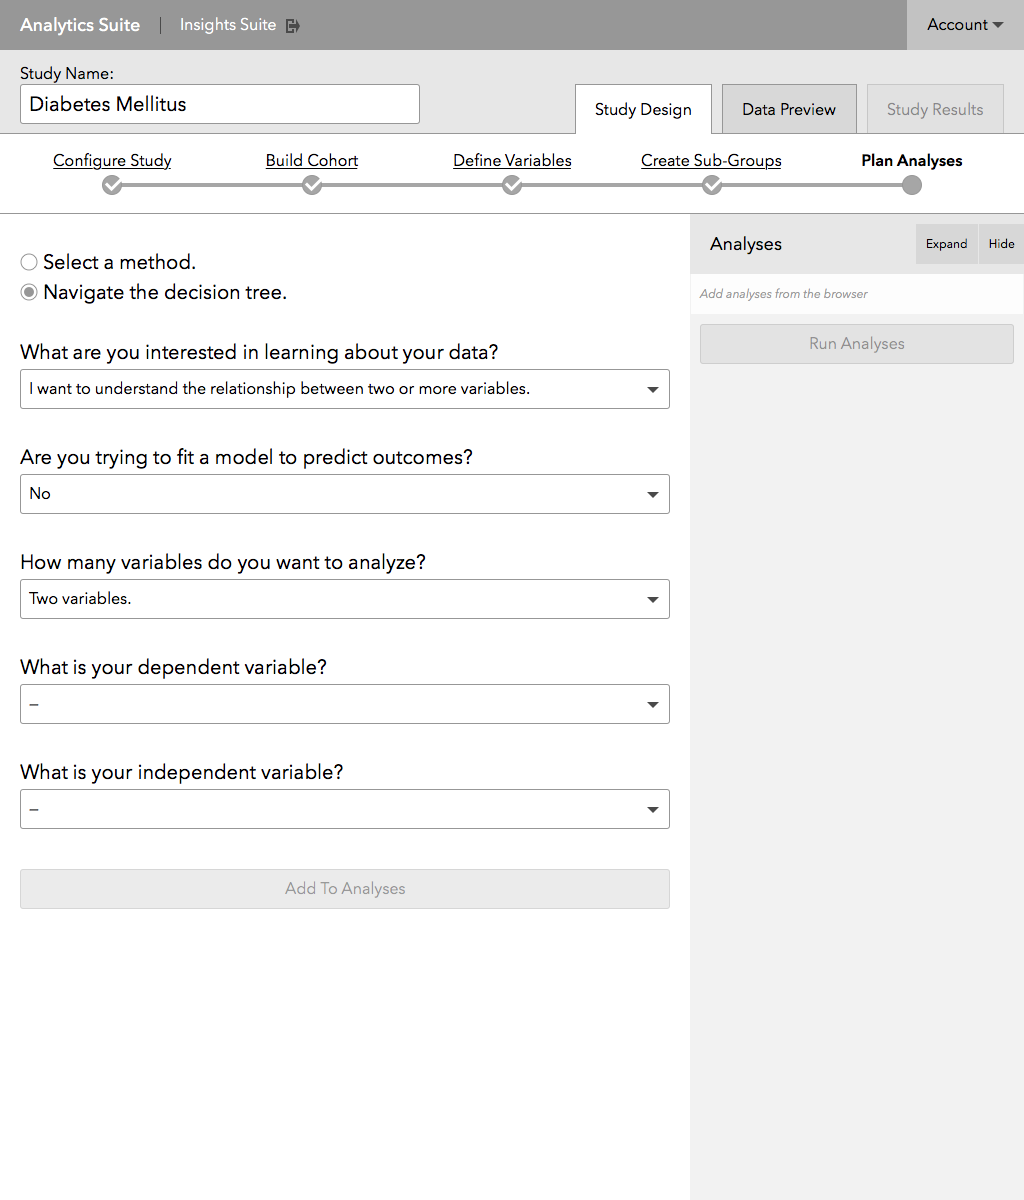 Analytics Suite | Insights Suite
Account
Study Name:
Diabetes Mellitus
Study Design
Data Preview
Study Results
Configure Study
Build Cohort
Define Variables
Create Sub-Groups
Plan Analyses
Select a method.
Navigate the decision tree.
What are you interested in learning about your data?
I want to understand the relationship between two or more variables.
Are you trying to fit a model to predict outcomes?
No
How many variables do you want to analyze?
Two variables.
What is your dependent variable?
–
What is your independent variable?
–
Add To Analyses
Analyses
Expand
Hide
Add analyses from the browser
Run Analyses